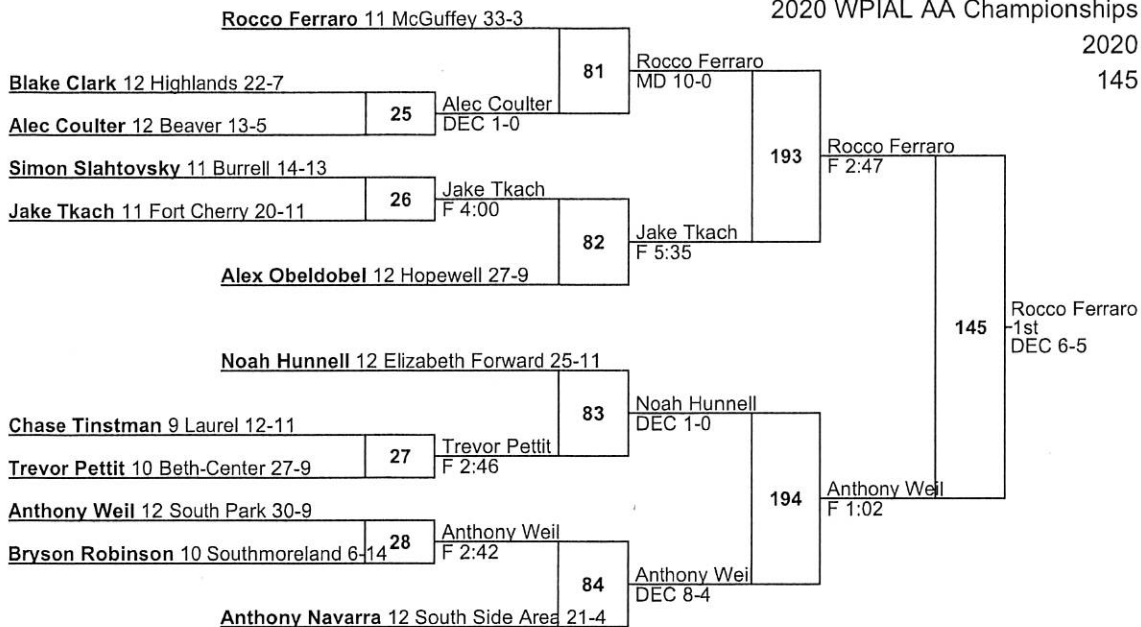 2020 WPIAL AA Championships
2020
145
Rocco Ferraro 11 McGuffey 33-3
81
Rocco Ferraro
MD 10-0
Blake Clark 12 Highlands 22-7
25
Alec Coulter
DEC 1-0
Alec Coulter 12 Beaver 13-5
193
Rocco Ferraro
F 2:47
Simon Slahtovsky 11 Burrell 14-13
26
Jake Tkach
F 4:00
Jake Tkach 11 Fort Cherry 20-11
82
Jake Tkach
F 5:35
Alex Obeldobel 12 Hopewell 27-9
145
Rocco Ferraro
1st
DEC 6-5
Noah Hunnell 12 Elizabeth Forward 25-11
83
Noah Hunnell
DEC 1-0
Chase Tinstman 9 Laurel 12-11
27
Trevor Pettit
F 2:46
Trevor Pettit 10 Beth-Center 27-9
194
Anthony Weil
F 1:02
Anthony Weil 12 South Park 30-9
28
Anthony Weil
F 2:42
Bryson Robinson 10 Southmoreland 6-14
84
Anthony Wei
DEC 8-4
Anthony Navarra 12 South Side Area 21-4